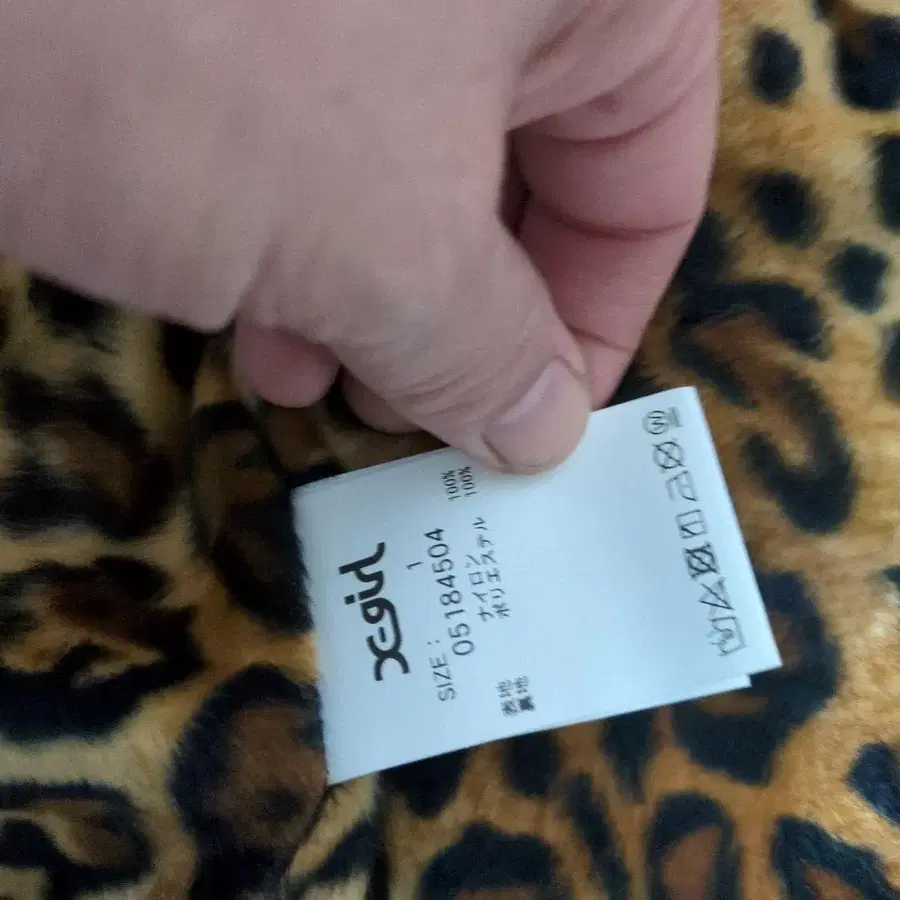 X-girl
SIZE : 1
05184504
表地 ナイロン 100%
裏地 ポリエステル 100%